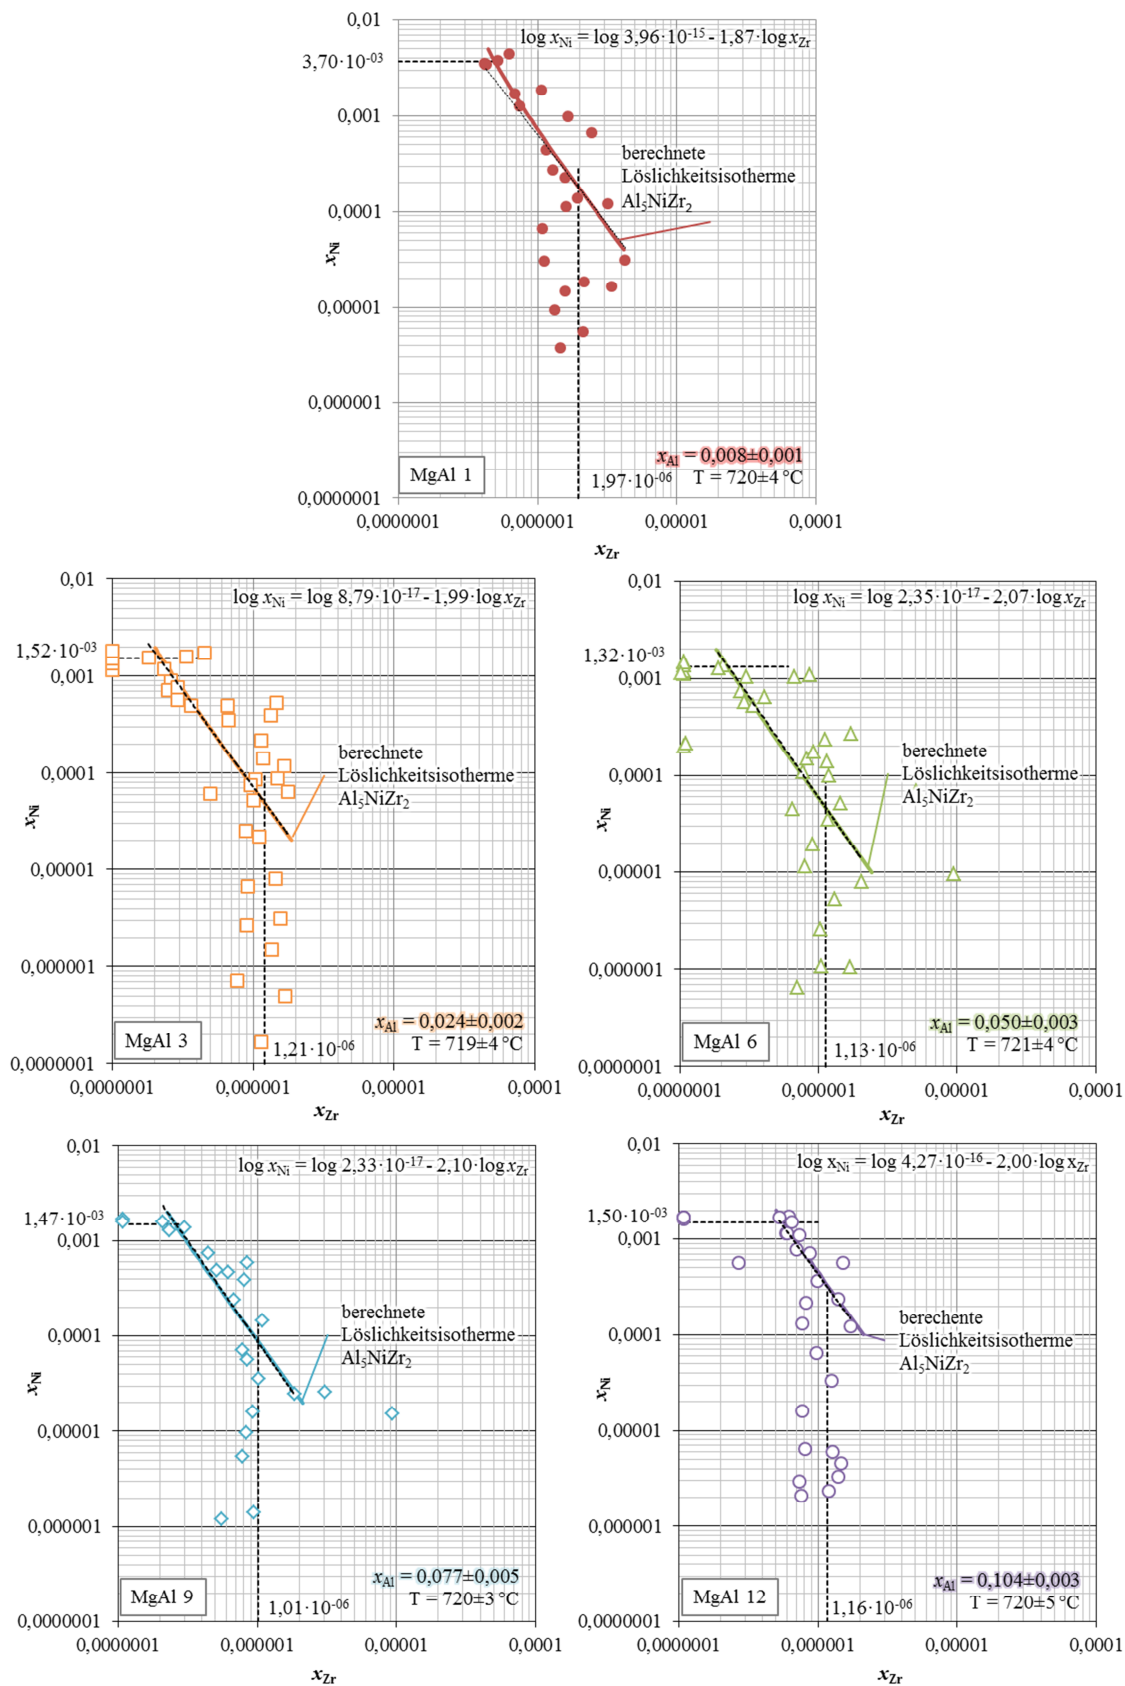 0,01
log xNi = log 3,96·10-15 - 1,87·log xZr
3,70·10-03
0,001
berechnete
Löslichkeitsisotherme
Al5NiZr2
0,0001
xNi
0,00001
0,000001
xAl = 0,008±0,001
T = 720±4 °C
MgAl 1
1,97·10-06
0,0000001
0,0000001
0,000001
0,00001
0,0001
xZr
0,01
log xNi = log 8,79·10-17 - 1,99·log xZr
1,52·10-03
0,001
berechnete
Löslichkeitsisotherme
Al5NiZr2
0,0001
xNi
0,00001
0,000001
xAl = 0,024±0,002
T = 719±4 °C
MgAl 3
1,21·10-06
0,0000001
0,0000001
0,000001
0,00001
0,0001
xZr
0,01
log xNi = log 2,35·10-17 - 2,07·log xZr
1,32·10-03
0,001
berechnete
Löslichkeitsisotherme
Al5NiZr2
0,0001
xNi
0,00001
0,000001
xAl = 0,050±0,003
T = 721±4 °C
MgAl 6
1,13·10-06
0,0000001
0,0000001
0,000001
0,00001
0,0001
xZr
0,01
log xNi = log 2,33·10-17 - 2,10·log xZr
1,47·10-03
0,001
berechnete
Löslichkeitsisotherme
Al5NiZr2
0,0001
xNi
0,00001
0,000001
xAl = 0,077±0,005
T = 720±3 °C
MgAl 9
1,01·10-06
0,0000001
0,0000001
0,000001
0,00001
0,0001
xZr
0,01
log xNi = log 4,27·10-16 - 2,00·log xZr
1,50·10-03
0,001
berechente
Löslichkeitsisotherme
Al5NiZr2
0,0001
xNi
0,00001
0,000001
xAl = 0,104±0,003
T = 720±5 °C
MgAl 12
1,16·10-06
0,0000001
0,0000001
0,000001
0,00001
0,0001
xZr